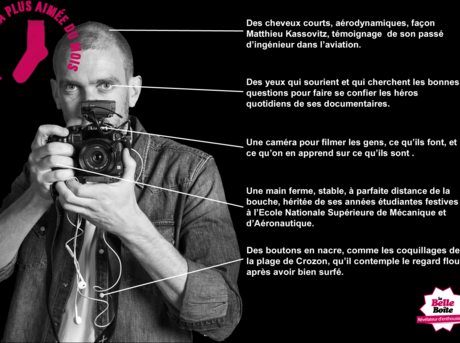 PLUS AIMÉE DU MOIS
Des cheveux courts, aérodynamiques, façon
Matthieu Kassovitz, témoignage de son passé
d'ingénieur dans l'aviation.
Des yeux qui sourient et qui cherchent les bonnes
questions pour faire se confier les héros
quotidiens de ses documentaires.
Une caméra pour filmer les gens, ce qu'ils font, et
ce qu'on en apprend sur ce qu'ils sont .
Une main ferme, stable, à parfaite distance de la
bouche, héritée de ses années étudiantes festives
à l'Ecole Nationale Supérieure de Mécanique et
d'Aéronautique.
Des boutons en nacre, comme les coquillages de
la plage de Crozon, qu'il contemple le regard flou
après avoir bien surfé.
la
Belle
Boîte